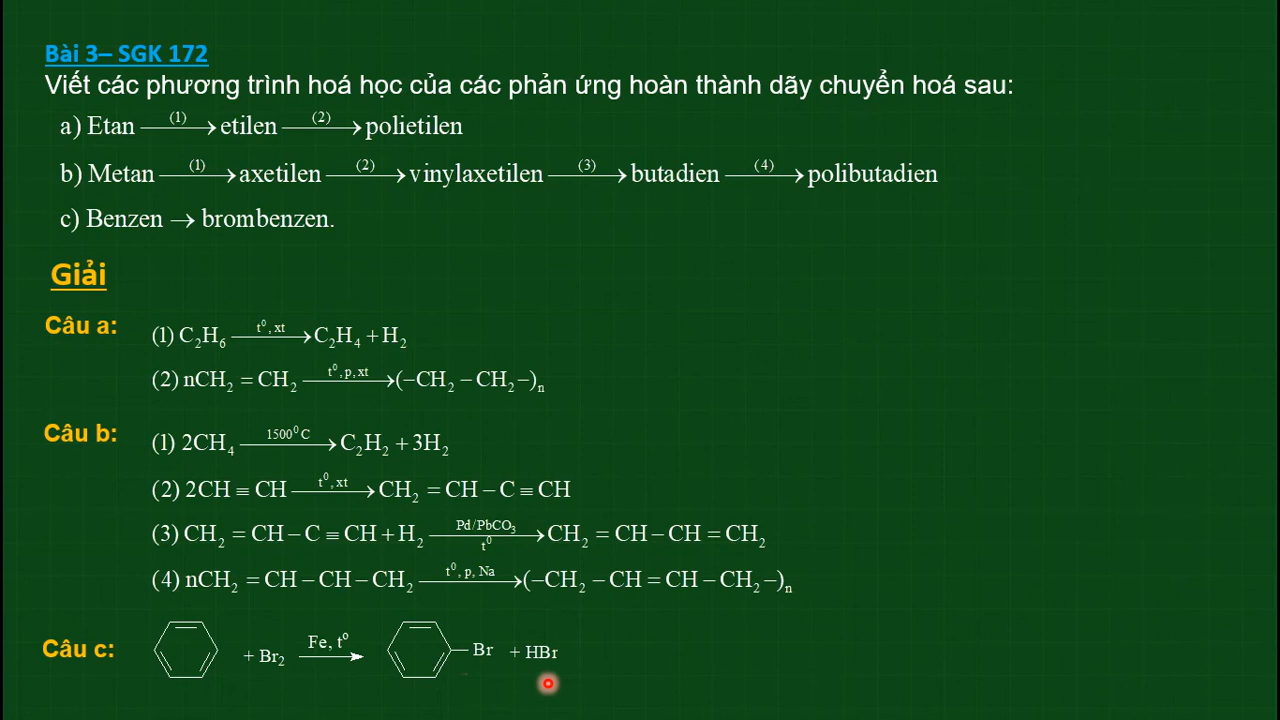 Bài 3– SGK 172
Viết các phương trình hoá học của các phản ứng hoàn thành dãy chuyển hoá sau:
a) Etan —(1)→ etilen —(2)→ polietilen
b) Metan —(1)→ axetilen —(2)→ vinylaxetilen —(3)→ butadien —(4)→ polibutadien
c) Benzen → brombenzen.
Giải
Câu a: (1) C₂H₆ —t⁰, xt→ C₂H₄ + H₂
(2) nCH₂ = CH₂ —t⁰, p, xt→ (–CH₂ – CH₂ –)ₙ
Câu b: (1) 2CH₄ —1500⁰C→ C₂H₂ + 3H₂
(2) 2CH ≡ CH —t⁰, xt→ CH₂ = CH – C ≡ CH
(3) CH₂ = CH – C ≡ CH + H₂ —Pd/PbCO₃, t⁰→ CH₂ = CH – CH = CH₂
(4) nCH₂ = CH – CH – CH₂ —t⁰, p, Na→ (–CH₂ – CH = CH – CH₂ –)ₙ
Câu c: + Br₂ —Fe, tº→ Br + HBr